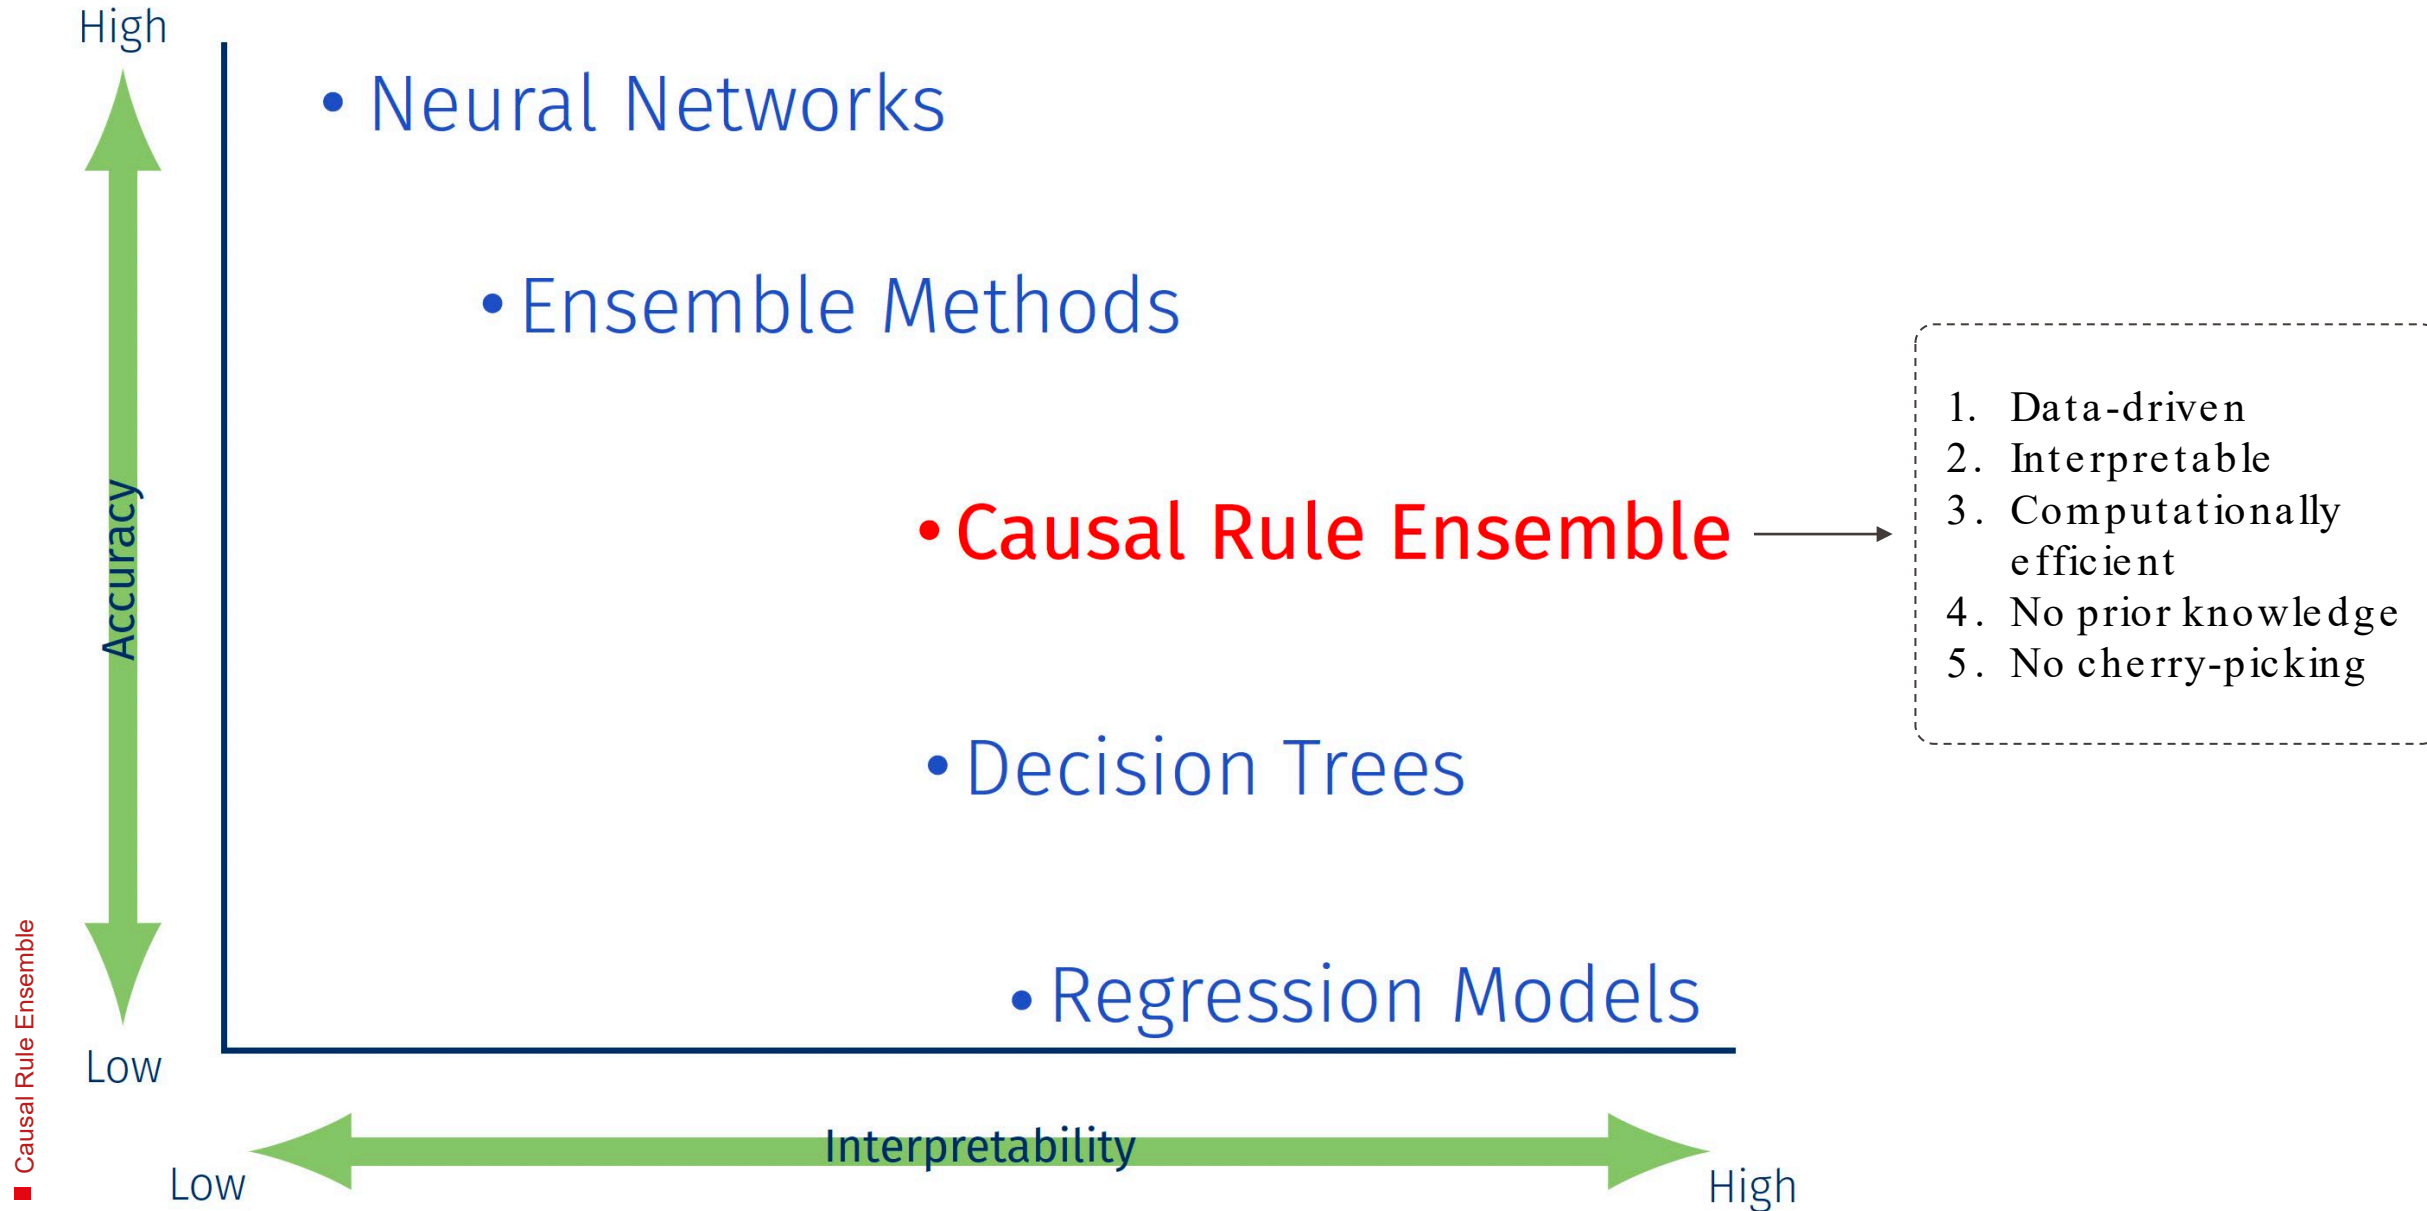 High
• Neural Networks
• Ensemble Methods
• Causal Rule Ensemble
1. Data-driven
2. Interpretable
3. Computationally
efficient
4. No prior knowledge
5. No cherry-picking
Accuracy
• Decision Trees
• Regression Models
Low
Interpretability
Low
High
Causal Rule Ensemble